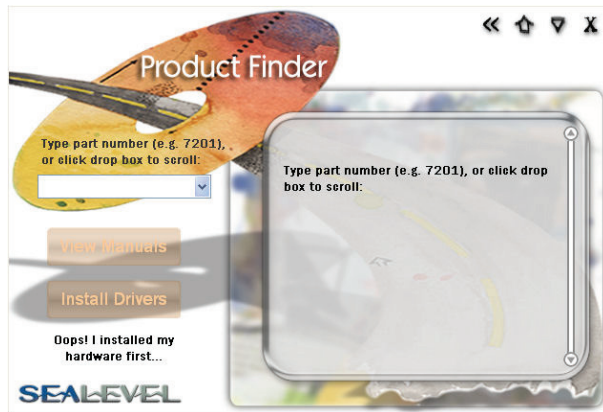 X
Product Finder
Type part number (e.g. 7201),
or click drop box to scroll:
Type part number (e.g. 7201), or click drop
box to scroll:
View Manuals
Install Drivers
Oops! I installed my
hardware first...
SEALEVEL